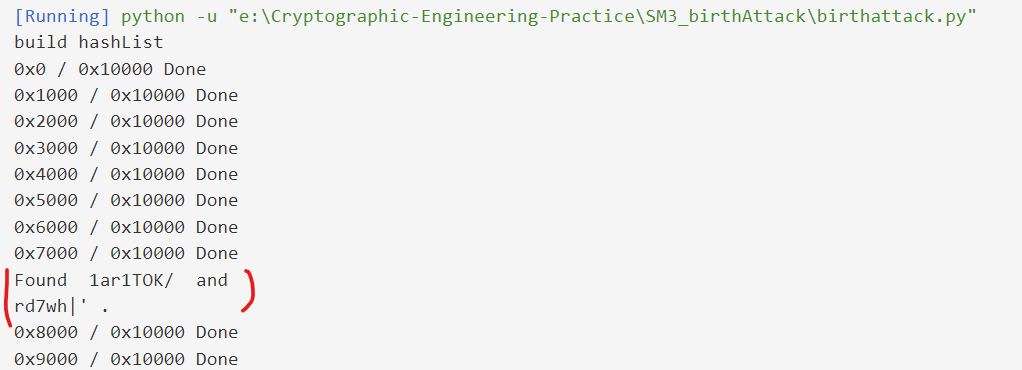 [Running] python -u "e:\Cryptographic-Engineering-Practice\SM3_birthAttack\birthattack.py"
build hashList
0x0 / 0x10000 Done
0x1000 / 0x10000 Done
0x2000 / 0x10000 Done
0x3000 / 0x10000 Done
0x4000 / 0x10000 Done
0x5000 / 0x10000 Done
0x6000 / 0x10000 Done
0x7000 / 0x10000 Done
Found  1ar1TOK/  and
rd7wh|' .
0x8000 / 0x10000 Done
0x9000 / 0x10000 Done